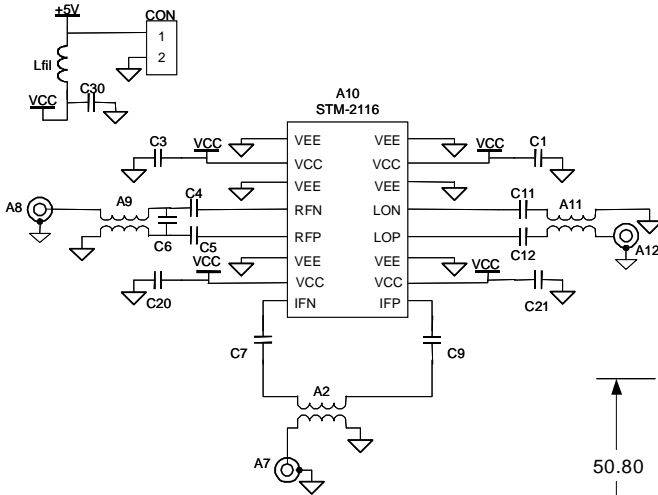 +5V
CON
1
2
Lfil
VCC
C30
A10
STM-2116
C3
VCC
VEE
VEE
VCC
C1
VCC
VCC
VEE
VEE
A8
A9
C4
RFN
LON
C11
A11
C6
C5
RFP
LOP
C12
A12
VCC
VEE
VEE
VCC
C20
VCC
VCC
C21
IFN
IFP
C7
C9
A2
A7
50.80